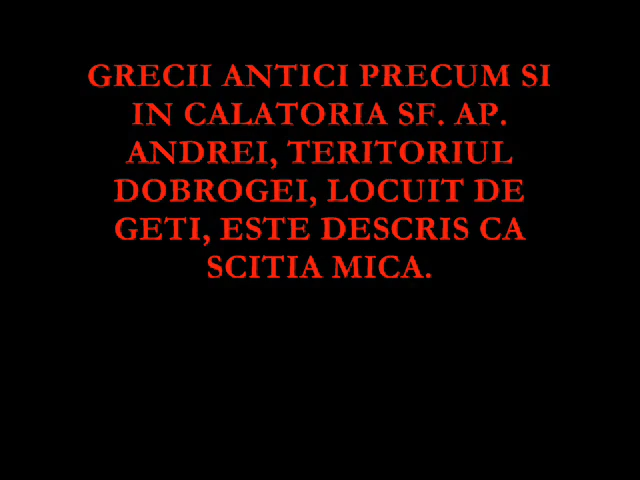 GRECII ANTICI PRECUM SI
IN CALATORIA SF. AP.
ANDREI, TERITORIUL
DOBROGEI, LOCUIT DE
GETI, ESTE DESCRIS CA
SCITIA MICA.